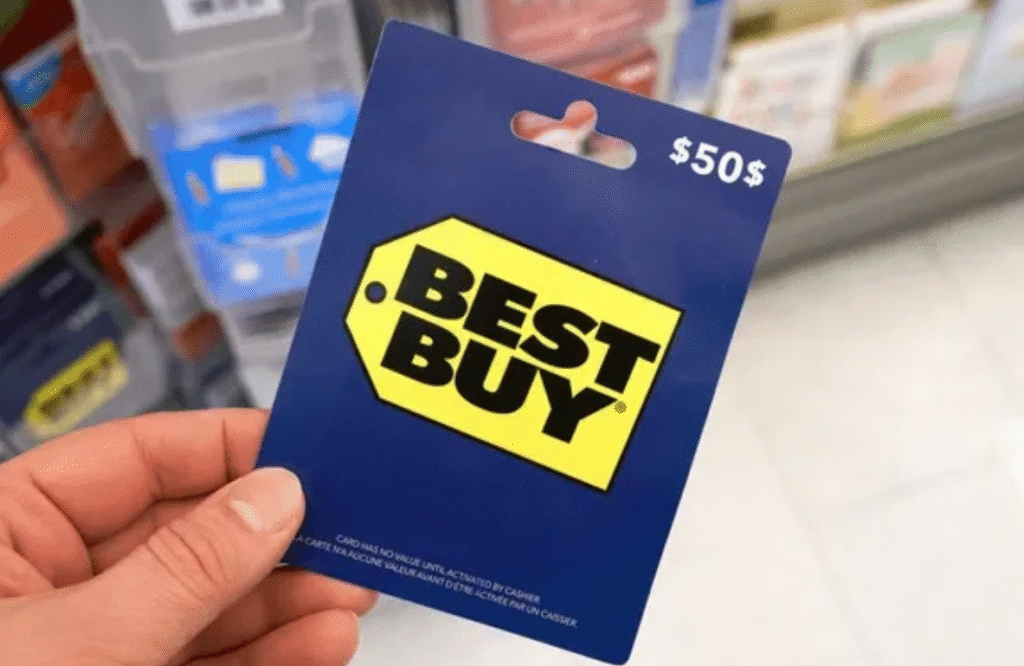 $50$
BEST
BUY
CARD HAS NO VALUE UNTIL ACTIVATED BY CASHIER.
LA CARTE N'A AUCUNE VALEUR AVANT D'ÊTRE ACTIVÉE PAR UN CAISSIER.